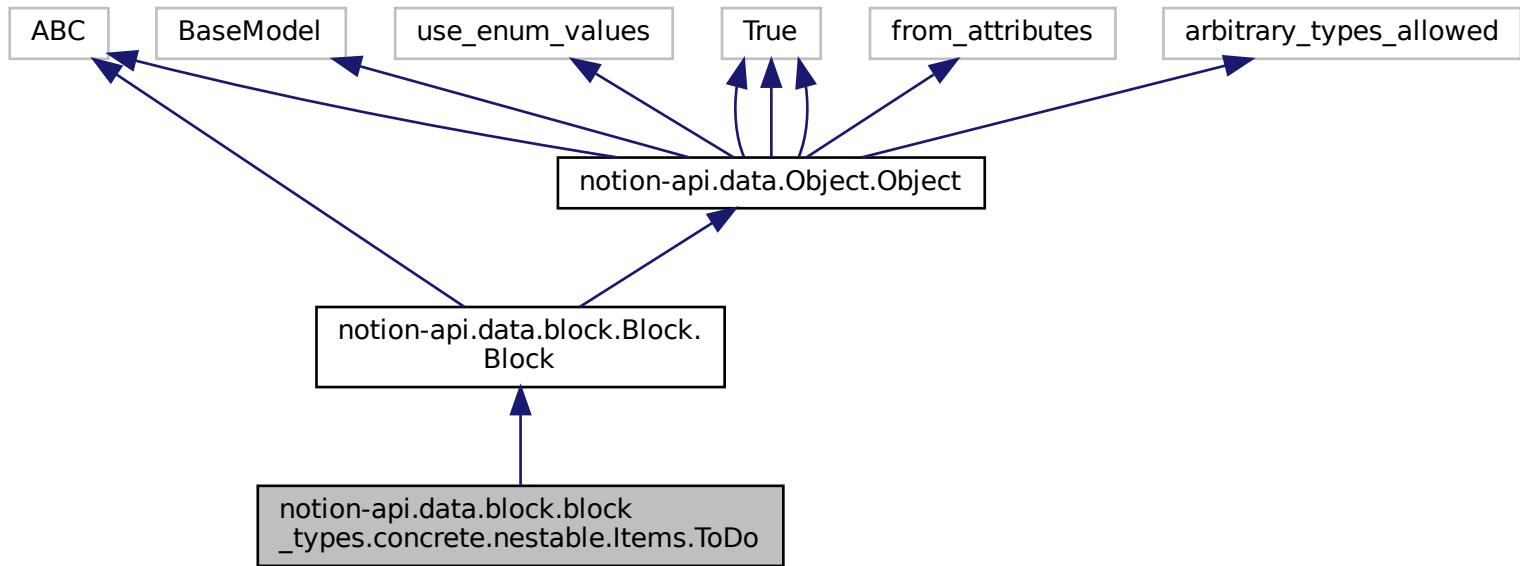 ABC
BaseModel
use_enum_values
True
from_attributes
arbitrary_types_allowed
notion-api.data.Object.Object
notion-api.data.block.Block.
Block
notion-api.data.block.block
_types.concrete.nestable.Items.ToDo